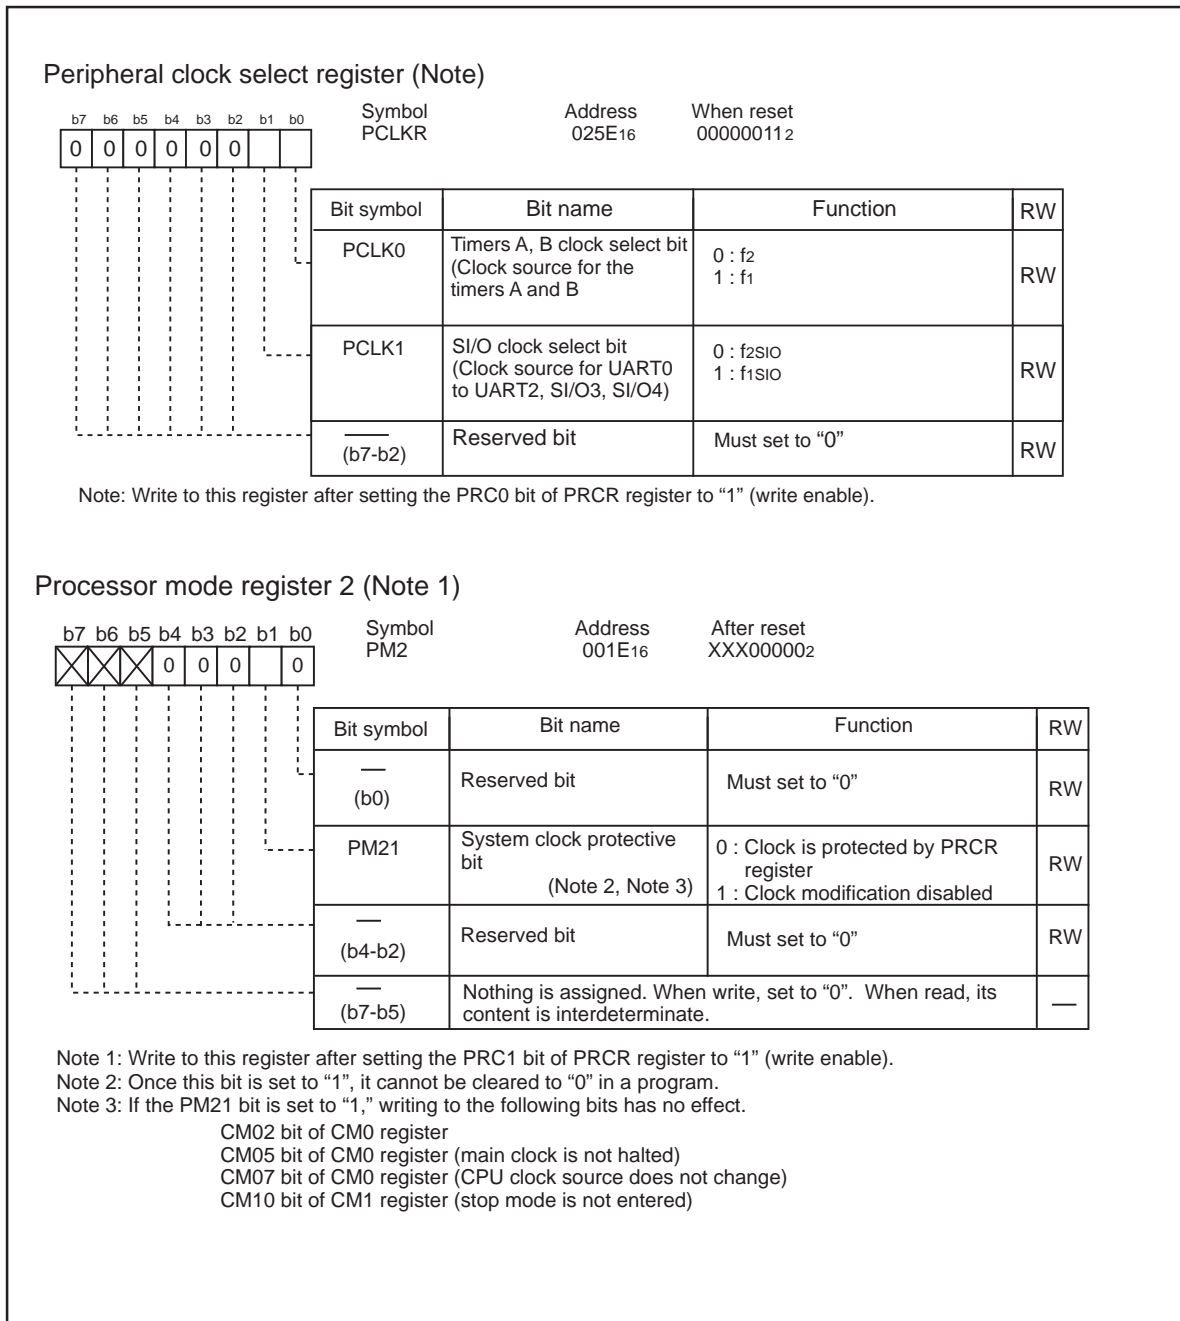 Peripheral clock select register (Note)
Symbol Address When reset
PCLKR 025E16 000000112
b7 b6 b5 b4 b3 b2 b1 b0
0 0 0 0 0 0
Bit symbol Bit name Function RW
PCLK0 Timers A, B clock select bit
(Clock source for the
timers A and B
0 : f2
1 : f1
RW
PCLK1 SI/O clock select bit
(Clock source for UART0
to UART2, SI/O3, SI/O4)
0 : f2SIO
1 : f1SIO
RW
—
(b7-b2)
Reserved bit Must set to “0” RW
Note: Write to this register after setting the PRC0 bit of PRCR register to “1” (write enable).
Processor mode register 2 (Note 1)
Symbol Address After reset
PM2 001E16 XXX000002
b7 b6 b5 b4 b3 b2 b1 b0
0 0 0 0
Bit symbol Bit name Function RW
—
(b0)
Reserved bit Must set to “0” RW
PM21 System clock protective
bit
(Note 2, Note 3)
0 : Clock is protected by PRCR
register
1 : Clock modification disabled
RW
—
(b4-b2)
Reserved bit Must set to “0” RW
—
(b7-b5)
Nothing is assigned. When write, set to “0”. When read, its
content is interdeterminate.
—
Note 1: Write to this register after setting the PRC1 bit of PRCR register to “1” (write enable).
Note 2: Once this bit is set to “1”, it cannot be cleared to “0” in a program.
Note 3: If the PM21 bit is set to “1,” writing to the following bits has no effect.
CM02 bit of CM0 register
CM05 bit of CM0 register (main clock is not halted)
CM07 bit of CM0 register (CPU clock source does not change)
CM10 bit of CM1 register (stop mode is not entered)